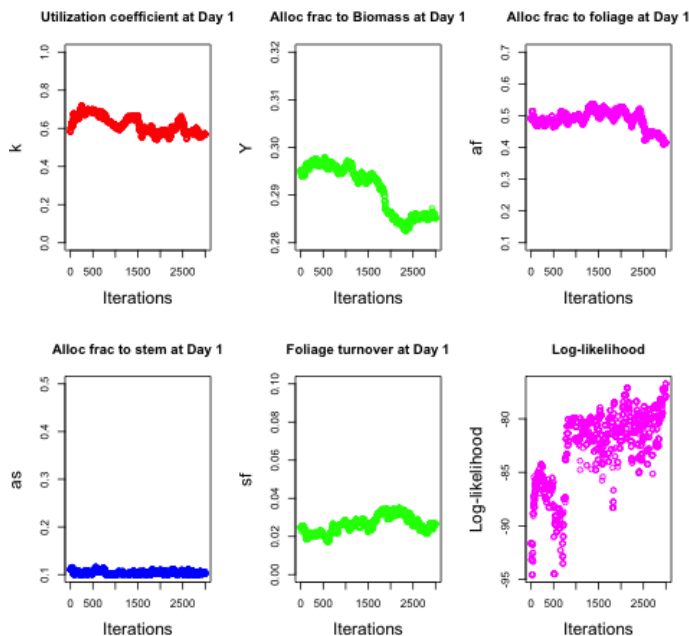 Utilization coefficient at Day 1
k
0.0 0.2 0.4 0.6 0.8 1.0
0 500 1500 2500
Iterations
Alloc frac to Biomass at Day 1
Y
0.28 0.29 0.30 0.31 0.32
0 500 1500 2500
Iterations
Alloc frac to foliage at Day 1
af
0.1 0.2 0.3 0.4 0.5 0.6 0.7
0 500 1500 2500
Iterations
Alloc frac to stem at Day 1
as
0.1 0.2 0.3 0.4 0.5
0 500 1500 2500
Iterations
Foliage turnover at Day 1
sf
0.00 0.02 0.04 0.06 0.08 0.10
0 500 1500 2500
Iterations
Log-likelihood
Log-likelihood
-95 -90 -85 -80
0 500 1500 2500
Iterations